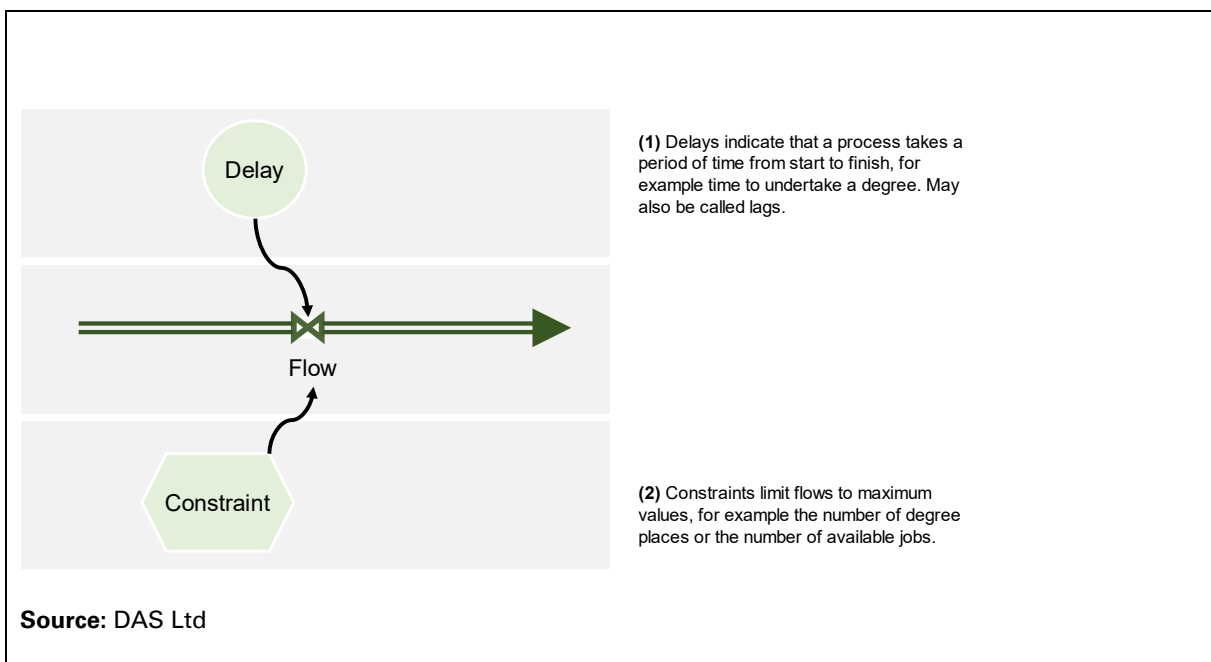 Delay
(1) Delays indicate that a process takes a
period of time from start to finish, for
example time to undertake a degree. May
also be called lags.
Flow
Constraint
(2) Constraints limit flows to maximum
values, for example the number of degree
places or the number of available jobs.
Source: DAS Ltd